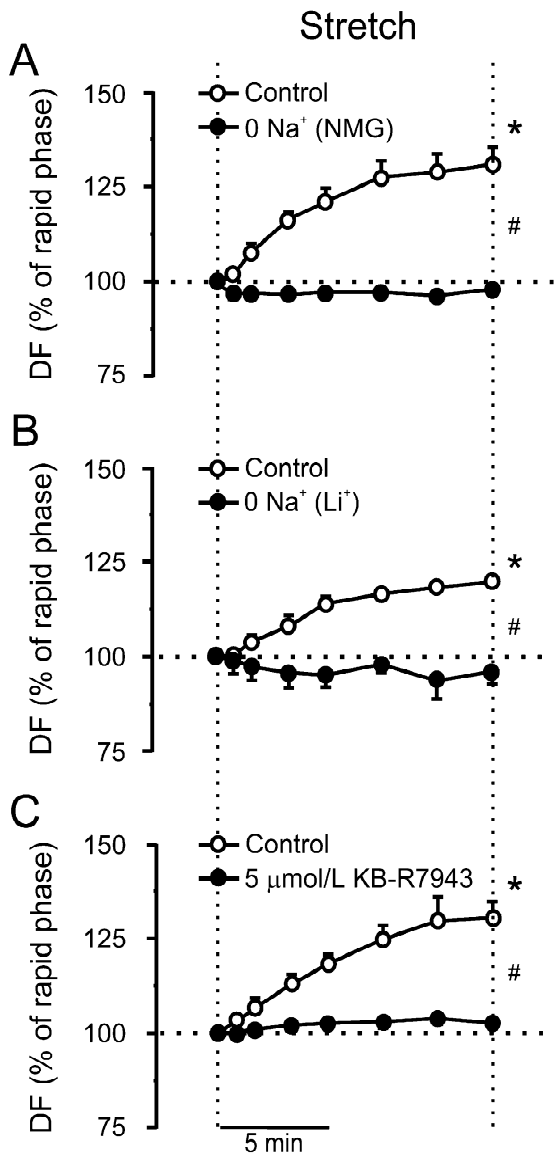 Stretch
A
DF (% of rapid phase)
150
125
100
75
Control
0 Na⁺ (NMG)
*
#
B
DF (% of rapid phase)
150
125
100
75
Control
0 Na⁺ (Li⁺)
*
#
C
DF (% of rapid phase)
150
125
100
75
Control
5 μmol/L KB-R7943
*
#
5 min